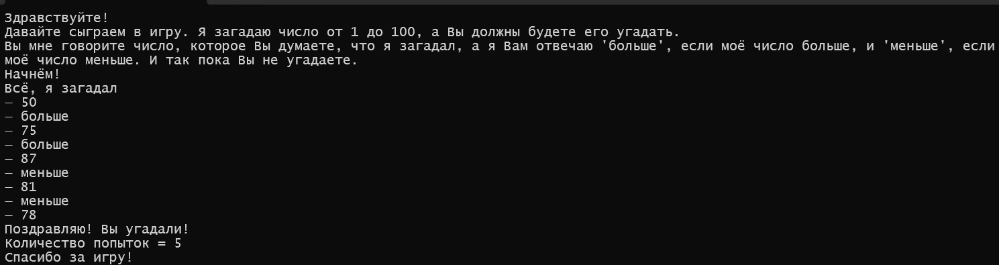 Здравствуйте!
Давайте сыграем в игру. Я загадаю число от 1 до 100, а Вы должны будете его угадать.
Вы мне говорите число, которое Вы думаете, что я загадал, а я Вам отвечаю 'больше', если моё число больше, и 'меньше', если
моё число меньше. И так пока Вы не угадаете.
Начнём!
Всё, я загадал
— 50
— больше
— 75
— больше
— 87
— меньше
— 81
— меньше
— 78
Поздравляю! Вы угадали!
Количество попыток = 5
Спасибо за игру!